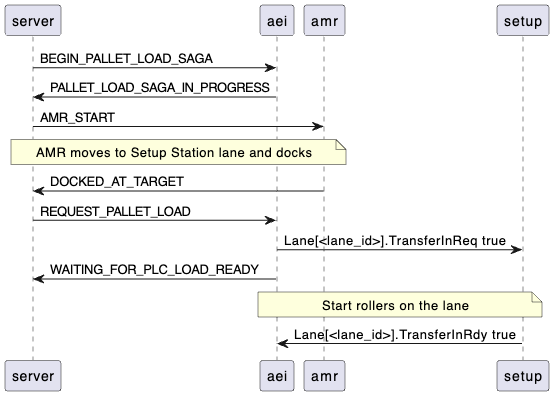 server aei amr setup
BEGIN_PALLET_LOAD_SAGA
PALLET_LOAD_SAGA_IN_PROGRESS
AMR_START
AMR moves to Setup Station lane and docks
DOCKED_AT_TARGET
REQUEST_PALLET_LOAD
Lane[<lane_id>].TransferInReq true
WAITING_FOR_PLC_LOAD_READY
Start rollers on the lane
Lane[<lane_id>].TransferInRdy true
server aei amr setup